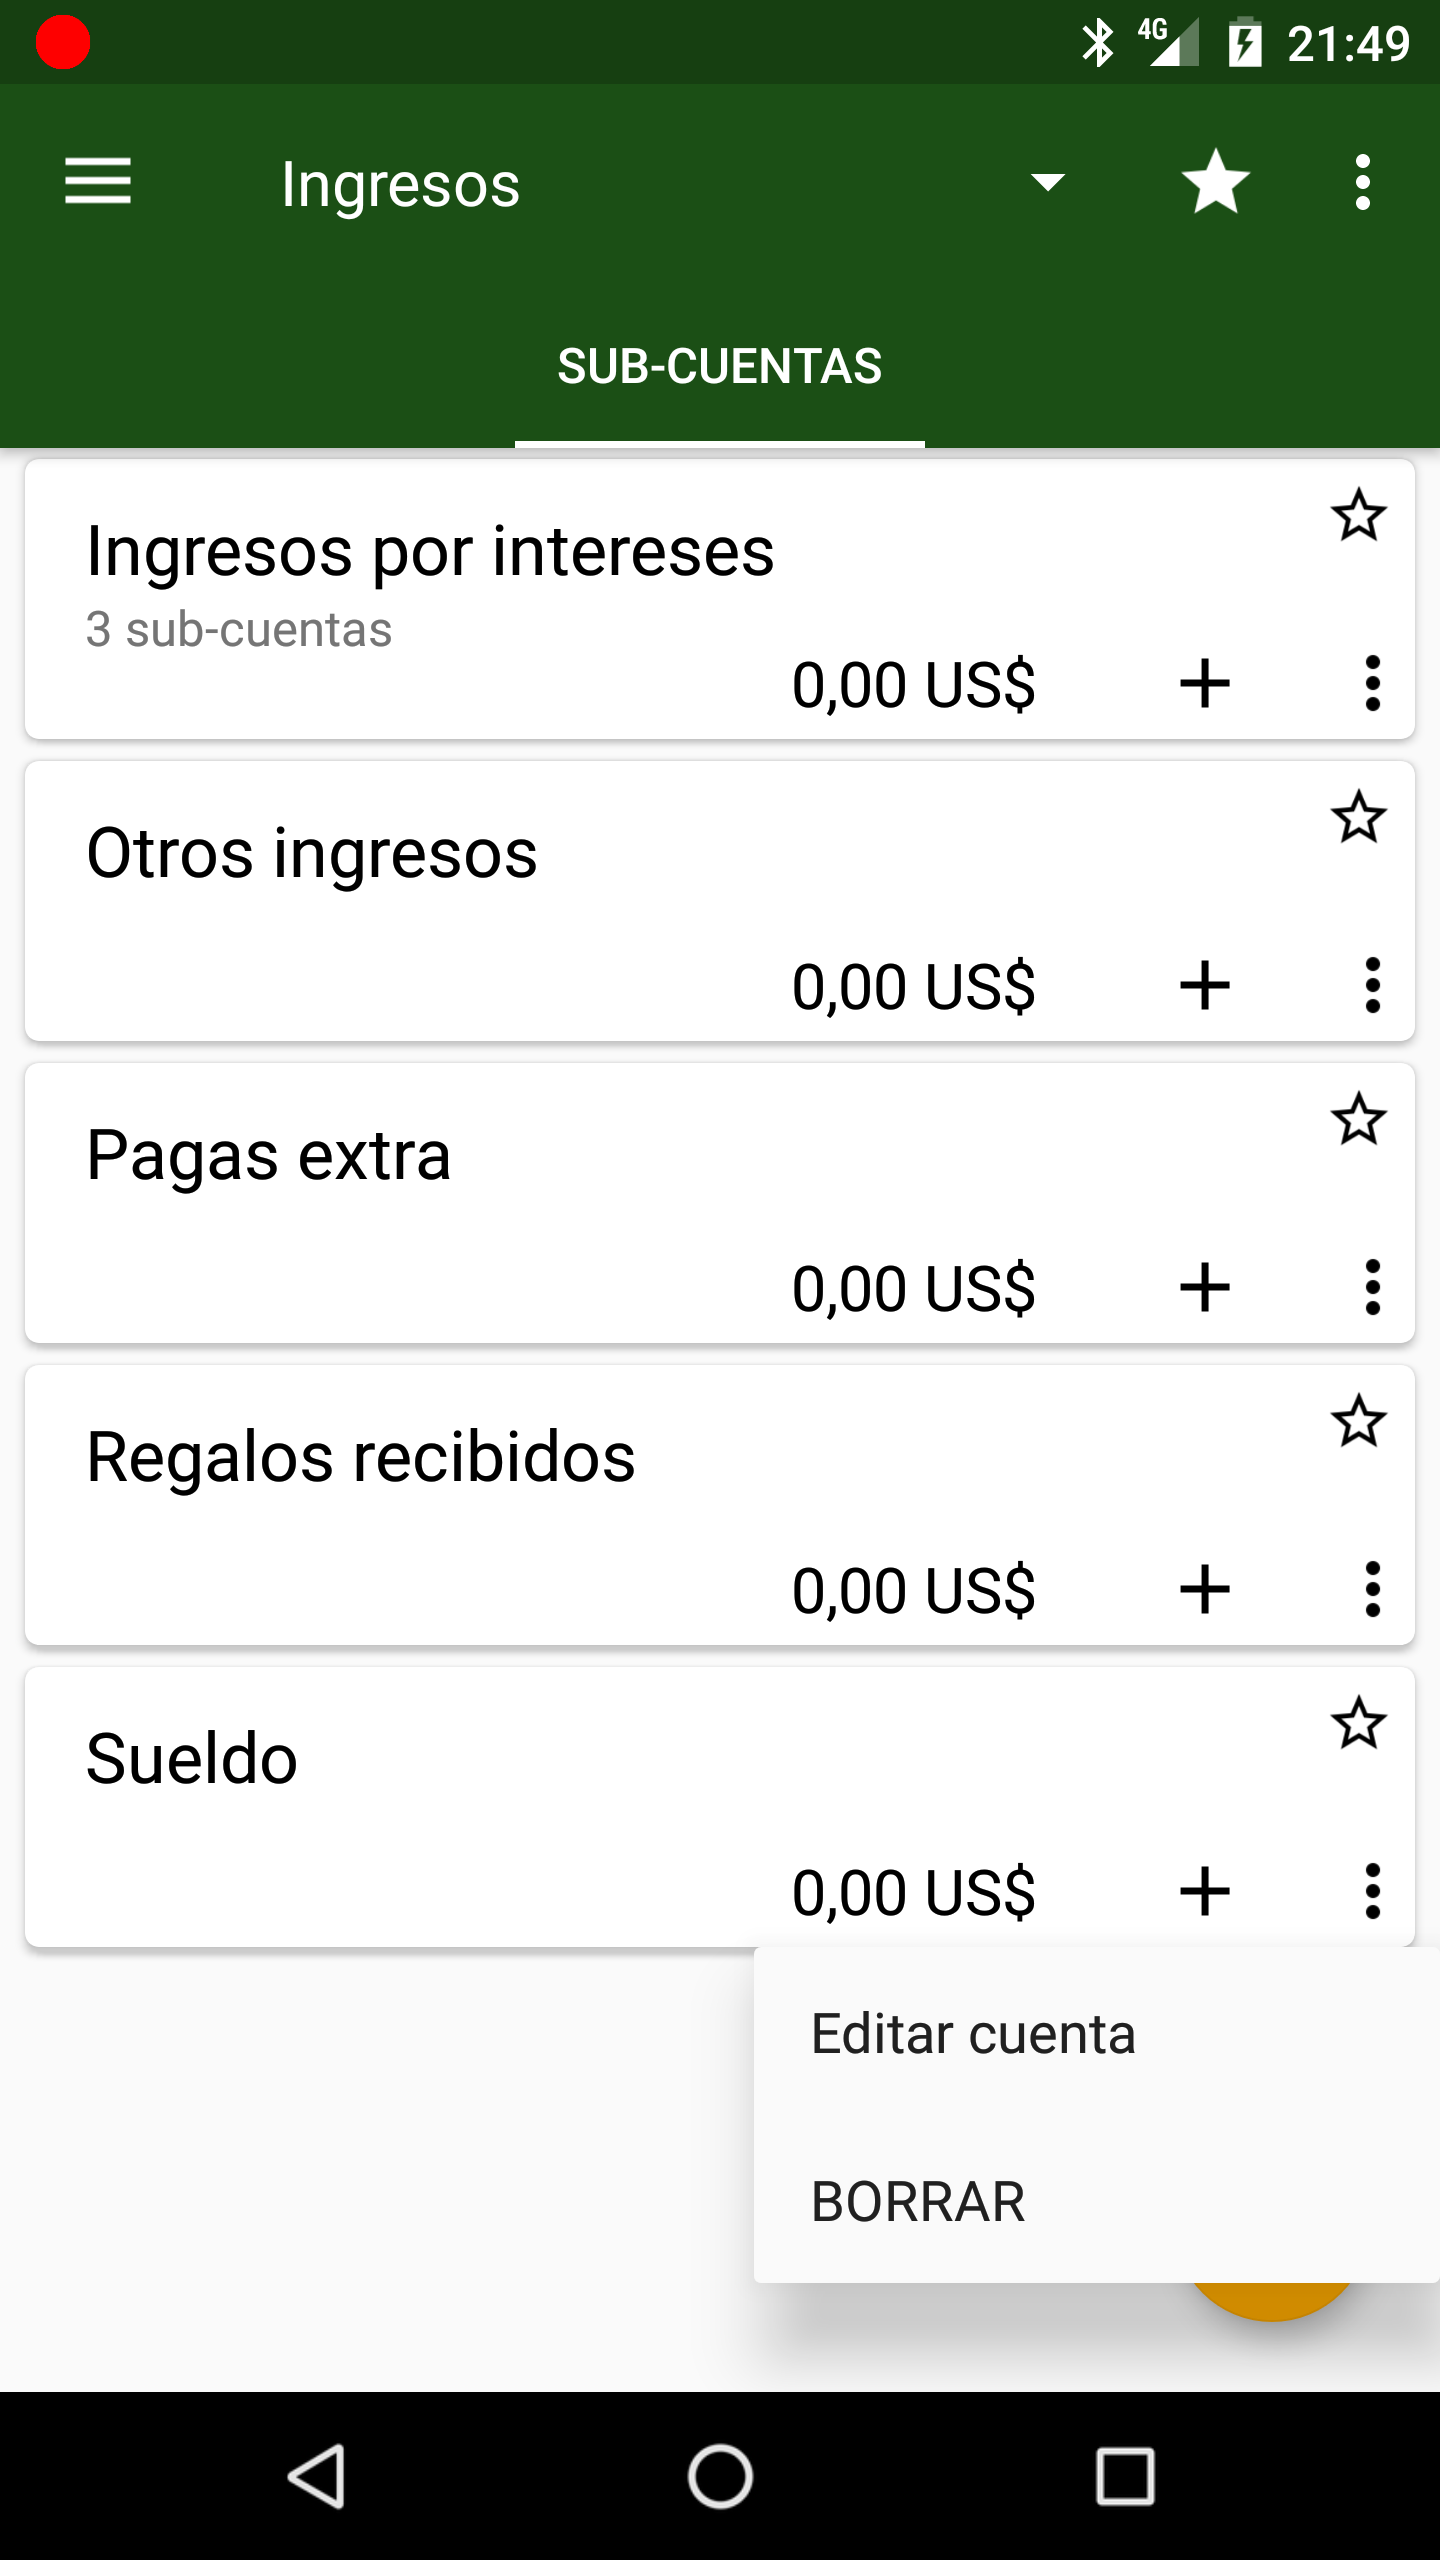 4G 21:49
Ingresos
SUB-CUENTAS
Ingresos por intereses
3 sub-cuentas
0,00 US$
Otros ingresos
0,00 US$
Pagas extra
0,00 US$
Regalos recibidos
0,00 US$
Sueldo
0,00 US$
Editar cuenta
BORRAR